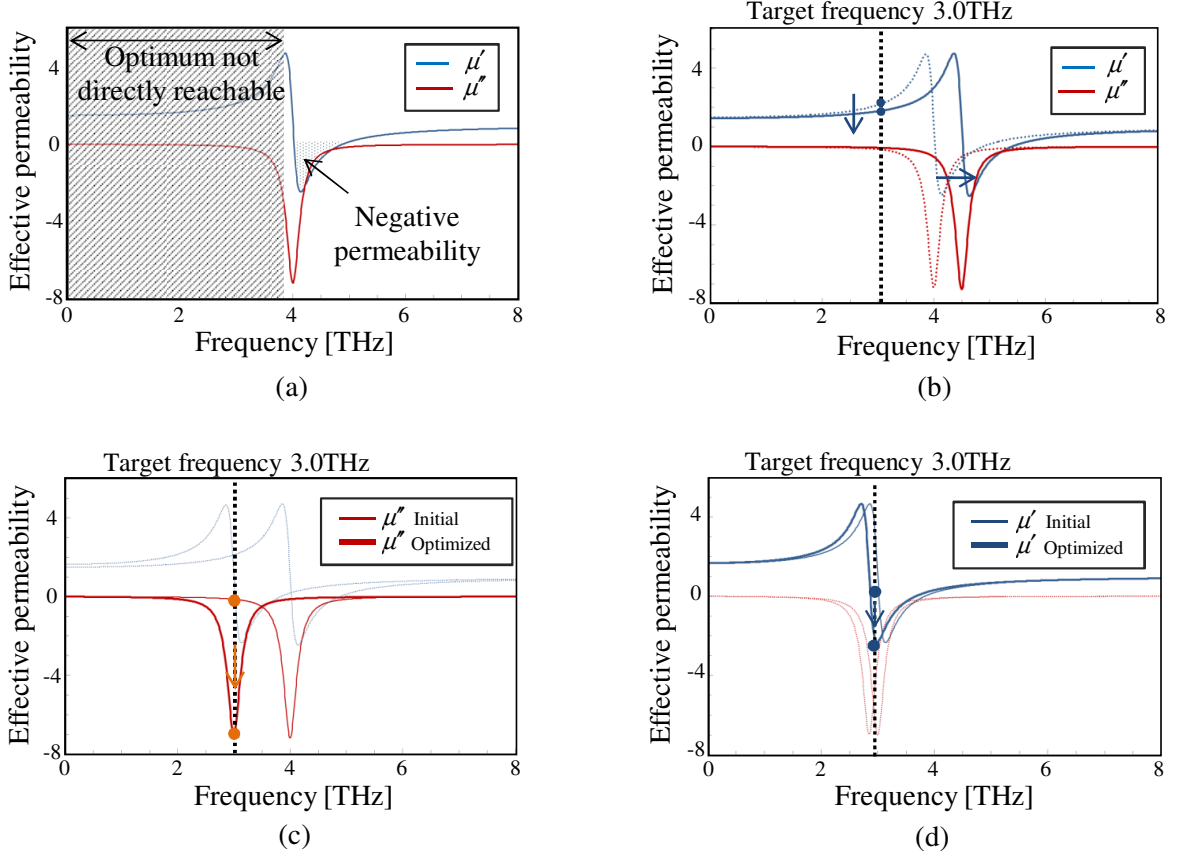 Optimum not
directly reachable
μ′
μ″
Negative
permeability
Effective permeability
4
0
-4
-8
0
2
4
6
8
Frequency [THz]
(a)
Target frequency 3.0THz
μ′
μ″
Effective permeability
4
0
-4
-8
0
2
4
6
8
Frequency [THz]
(b)
Target frequency 3.0THz
μ″ Initial
μ″ Optimized
Effective permeability
4
0
-4
-8
0
2
4
6
8
Frequency [THz]
(c)
Target frequency 3.0THz
μ′ Initial
μ′ Optimized
Effective permeability
4
0
-4
-8
0
2
4
6
8
Frequency [THz]
(d)